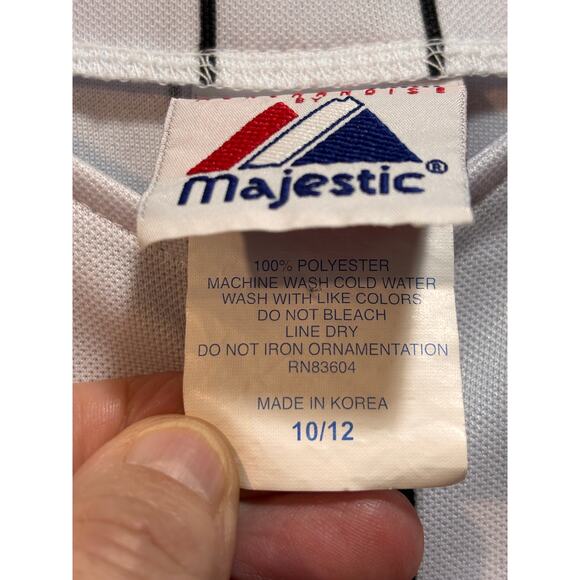 BY
majestic®
100% POLYESTER
MACHINE WASH COLD WATER
WASH WITH LIKE COLORS
DO NOT BLEACH
LINE DRY
DO NOT IRON ORNAMENTATION
RN83604
MADE IN KOREA
10/12